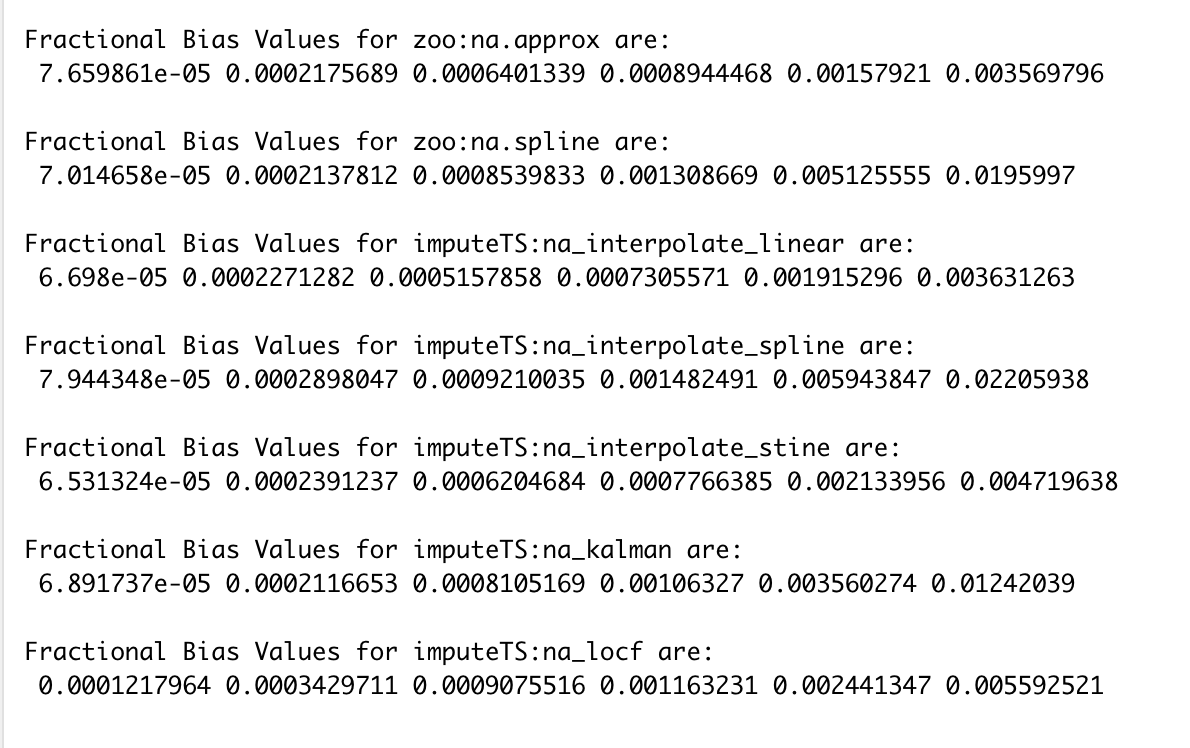 Fractional Bias Values for zoo:na.approx are:
7.659861e-05 0.0002175689 0.0006401339 0.0008944468 0.00157921 0.003569796
Fractional Bias Values for zoo:na.spline are:
7.014658e-05 0.0002137812 0.0008539833 0.001308669 0.005125555 0.0195997
Fractional Bias Values for imputeTS:na_interpolate_linear are:
6.698e-05 0.0002271282 0.0005157858 0.0007305571 0.001915296 0.003631263
Fractional Bias Values for imputeTS:na_interpolate_spline are:
7.944348e-05 0.0002898047 0.0009210035 0.001482491 0.005943847 0.02205938
Fractional Bias Values for imputeTS:na_interpolate_stine are:
6.531324e-05 0.0002391237 0.0006204684 0.0007766385 0.002133956 0.004719638
Fractional Bias Values for imputeTS:na_kalman are:
6.891737e-05 0.0002116653 0.0008105169 0.00106327 0.003560274 0.01242039
Fractional Bias Values for imputeTS:na_locf are:
0.0001217964 0.0003429711 0.0009075516 0.001163231 0.002441347 0.005592521